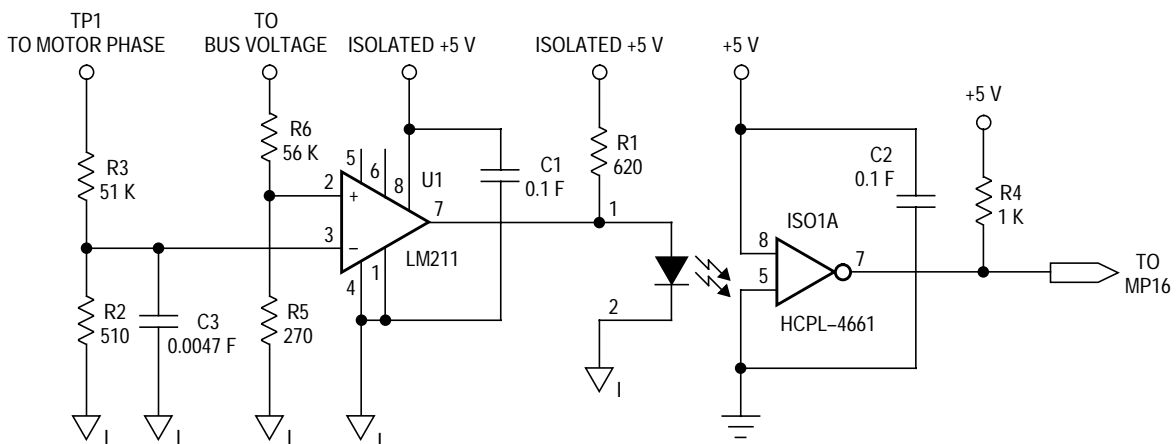 TP1
TO MOTOR PHASE
TO
BUS VOLTAGE
ISOLATED +5 V
ISOLATED +5 V
+5 V
+5 V
R3
51 K
R6
56 K
5
6
8
U1
C1
0.1 F
R1
620
C2
0.1 F
R4
1 K
2
+
3
−
7
LM211
4
1
1
2
ISO1A
8
5
7
HCPL–4661
TO
MP16
R2
510
C3
0.0047 F
R5
270
I
I
I
I
I